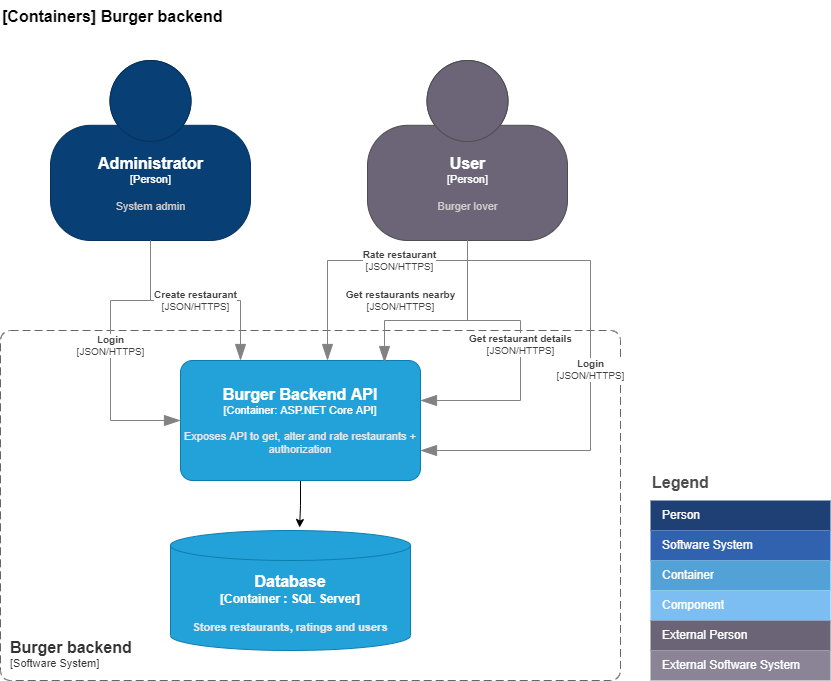 [Containers] Burger backend
Administrator
[Person]
System admin
User
[Person]
Burger lover
Rate restaurant
[JSON/HTTPS]
Create restaurant
[JSON/HTTPS]
Get restaurants nearby
[JSON/HTTPS]
Login
[JSON/HTTPS]
Get restaurant details
[JSON/HTTPS]
Login
[JSON/HTTPS]
Burger Backend API
[Container: ASP.NET Core API]
Exposes API to get, alter and rate restaurants +
authorization
Database
[Container : SQL Server]
Stores restaurants, ratings and users
Burger backend
[Software System]
Legend
Person
Software System
Container
Component
External Person
External Software System